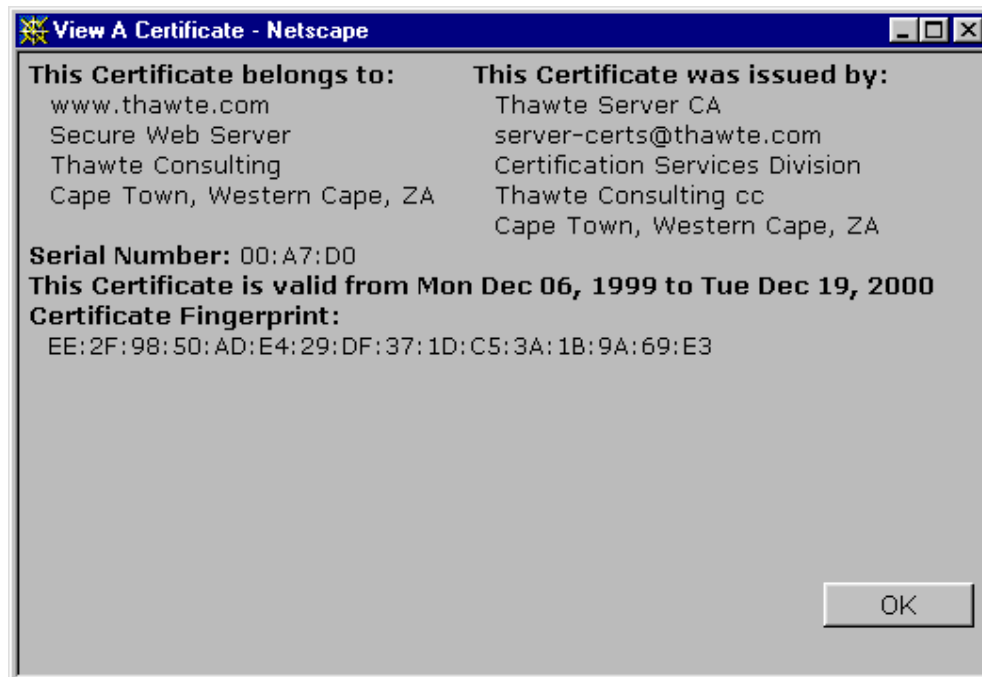 View A Certificate - Netscape
This Certificate belongs to:
www.thawte.com
Secure Web Server
Thawte Consulting
Cape Town, Western Cape, ZA
This Certificate was issued by:
Thawte Server CA
server-certs@thawte.com
Certification Services Division
Thawte Consulting cc
Cape Town, Western Cape, ZA
Serial Number: 00:A7:D0
This Certificate is valid from Mon Dec 06, 1999 to Tue Dec 19, 2000
Certificate Fingerprint:
EE:2F:98:50:AD:E4:29:DF:37:1D:C5:3A:1B:9A:69:E3
OK